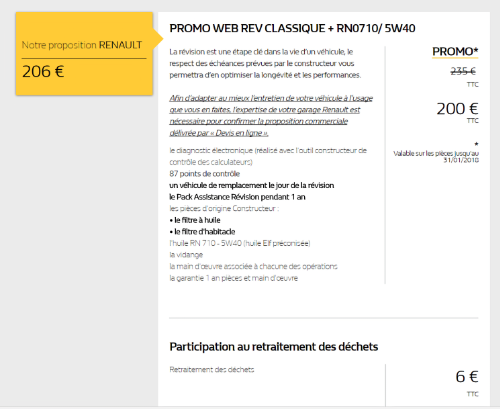 Notre proposition RENAULT
206 €
PROMO WEB REV CLASSIQUE + RN0710/ 5W40
La révision est une étape clé dans la vie d'un véhicule, le
respect des échéances prévues par le constructeur vous
permettra d'en optimiser la longévité et les performances.
Afin d'adapter au mieux l'entretien de votre véhicule à l'usage
que vous en faites, l'expertise de votre garage Renault est
nécessaire pour confirmer la proposition commerciale
délivrée par « Devis en ligne ».
le diagnostic électronique (réalisé avec l'outil constructeur de
contrôle des calculateurs)
87 points de contrôle
un véhicule de remplacement le jour de la révision
le Pack Assistance Révision pendant 1 an
les pièces d'origine Constructeur :
• le filtre à huile
• le filtre d'habitacle
l'huile RN 710 - 5W40 (huile Elf préconisée)
la vidange
la main d'œuvre associée à chacune des opérations
la garantie 1 an pièces et main d'œuvre
PROMO*
235 €
TTC
200 €
TTC
*
Valable sur les pièces jusqu'au
31/01/2018
Participation au retraitement des déchets
Retraitement des déchets
6 €
TTC